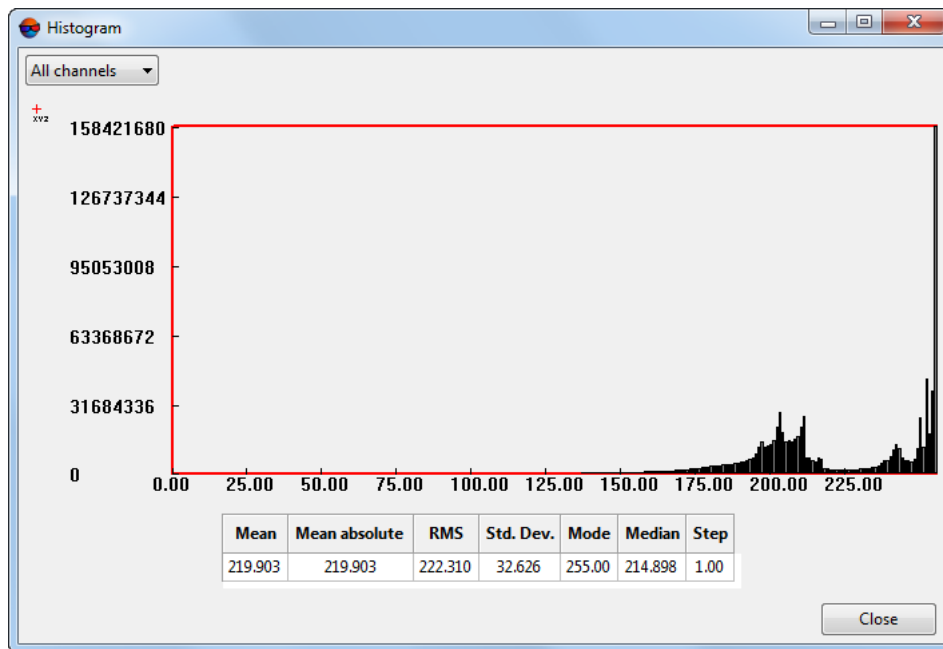 Histogram
All channels
xyz
158421680
126737344
95053008
63368672
31684336
0
0.00 25.00 50.00 75.00 100.00 125.00 150.00 175.00 200.00 225.00
Mean Mean absolute RMS Std. Dev. Mode Median Step
219.903 219.903 222.310 32.626 255.00 214.898 1.00
Close